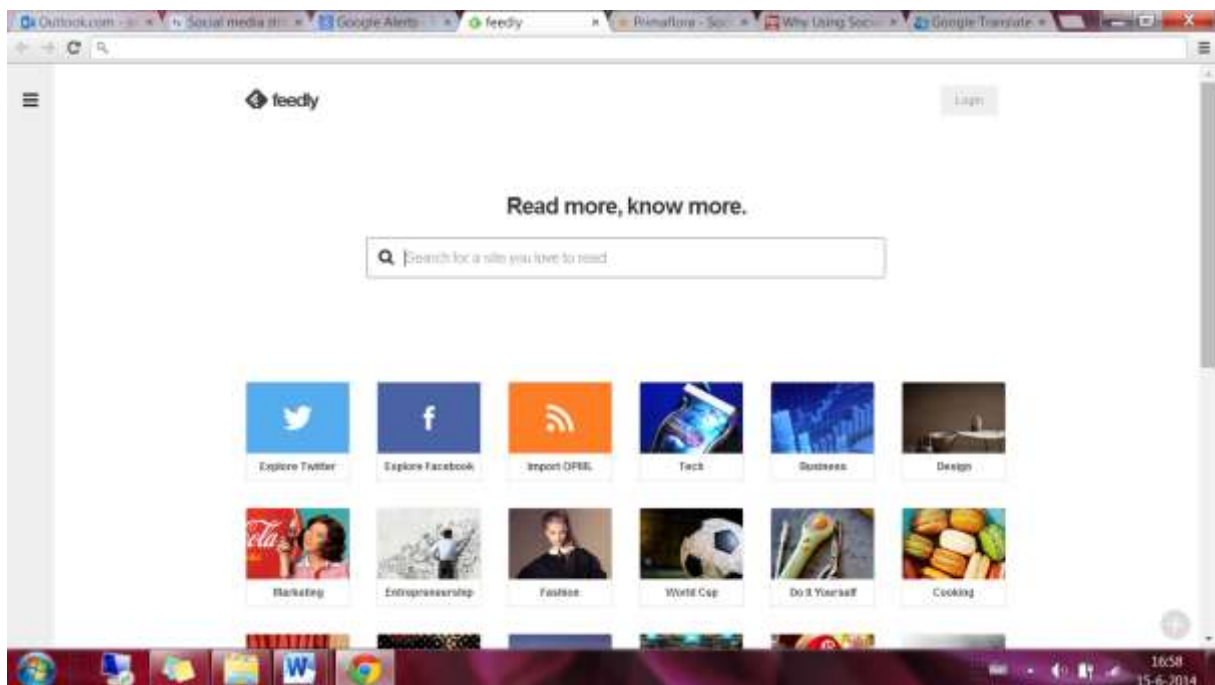 Outlook.com - Social media Google Alerts feedly Primaflora - Soci Why Using Soci Google Translate
feedly
Login
Read more, know more.
Search for a site you love to read
Explore Twitter Explore Facebook Import OPML Tech Business Design
Cola
Marketing Entrepreneurship Fashion World Cup Do It Yourself Cooking
16:58
15-6-2014